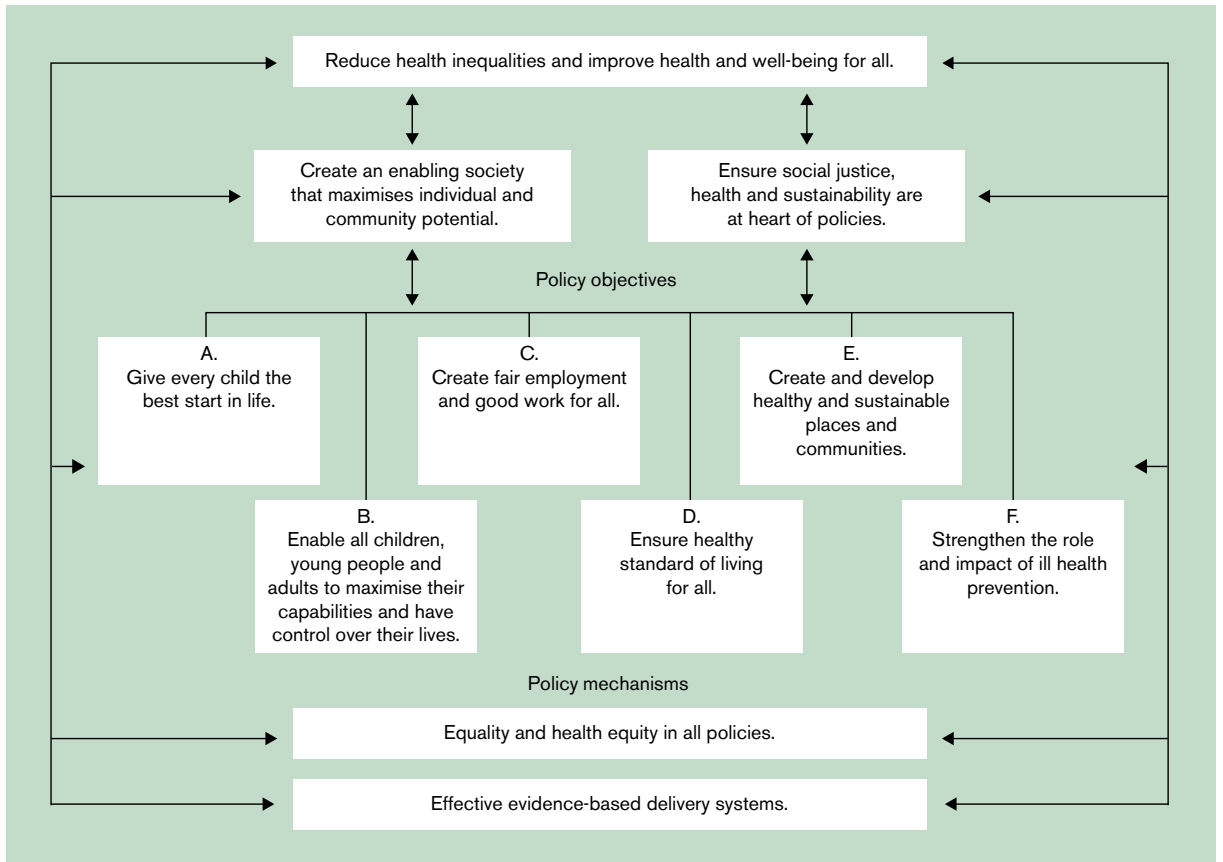 Reduce health inequalities and improve health and well-being for all.
Create an enabling society
that maximises individual and
community potential.
Ensure social justice,
health and sustainability are
at heart of policies.
Policy objectives
A.
Give every child the
best start in life.
B.
Enable all children,
young people and
adults to maximise their
capabilities and have
control over their lives.
C.
Create fair employment
and good work for all.
D.
Ensure healthy
standard of living
for all.
E.
Create and develop
healthy and sustainable
places and
communities.
F.
Strengthen the role
and impact of ill health
prevention.
Policy mechanisms
Equality and health equity in all policies.
Effective evidence-based delivery systems.